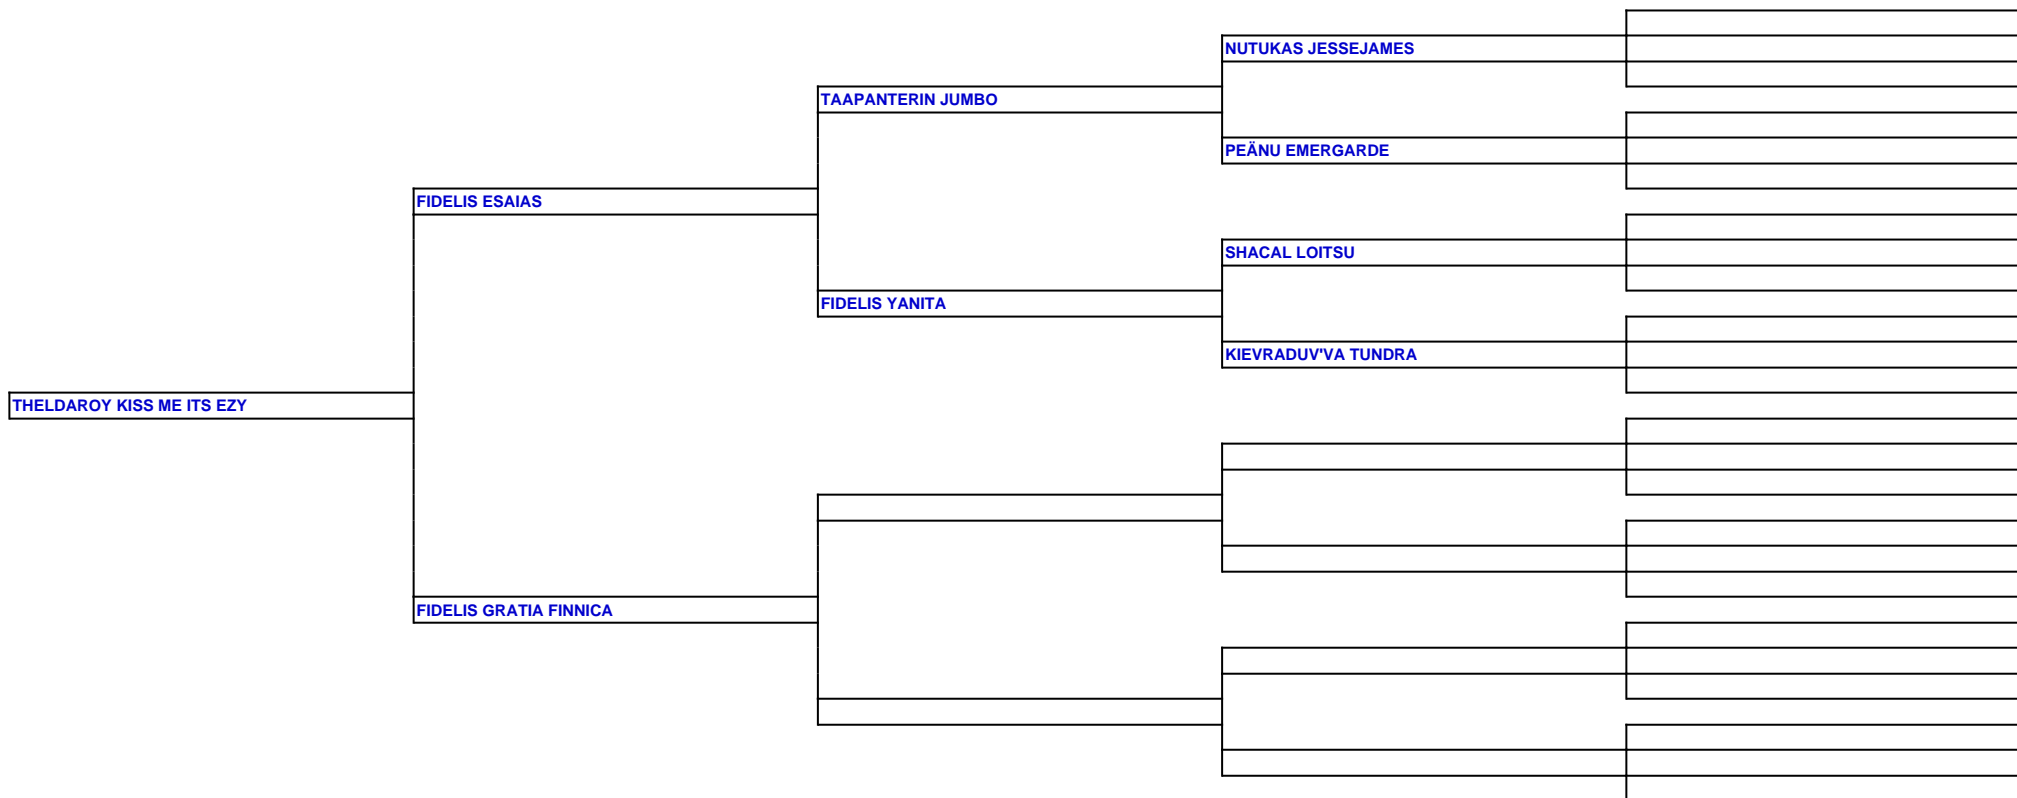 NUTUKAS JESSEJAMES
TAAPANTERIN JUMBO
PEÄNU EMERGARDE
FIDELIS ESAIAS
SHACAL LOITSU
FIDELIS YANITA
KIEVRADUV'VA TUNDRA
THELDAROY KISS ME ITS EZY
FIDELIS GRATIA FINNICA